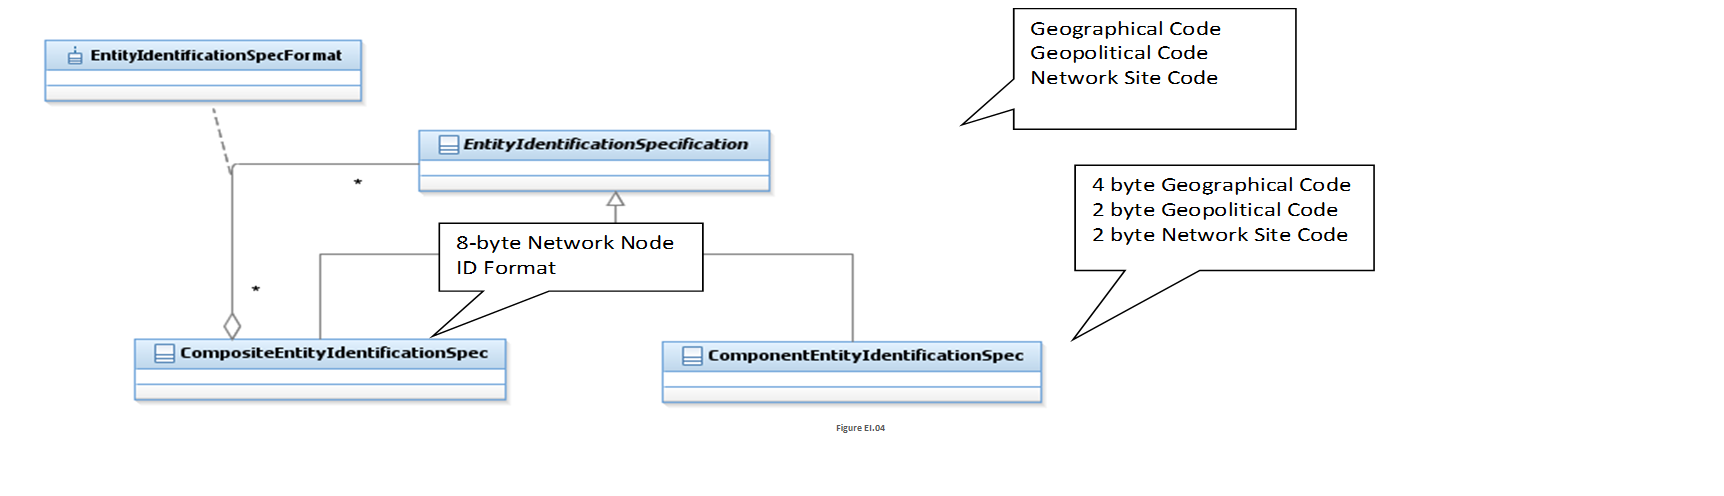 Geographical Code
Geopolitical Code
Network Site Code
EntityIdentificationSpecFormat
EntityIdentificationSpecification
*
4 byte Geographical Code
2 byte Geopolitical Code
2 byte Network Site Code
8-byte Network Node
ID Format
*
CompositeEntityIdentificationSpec
ComponentEntityIdentificationSpec
Figure EI.04